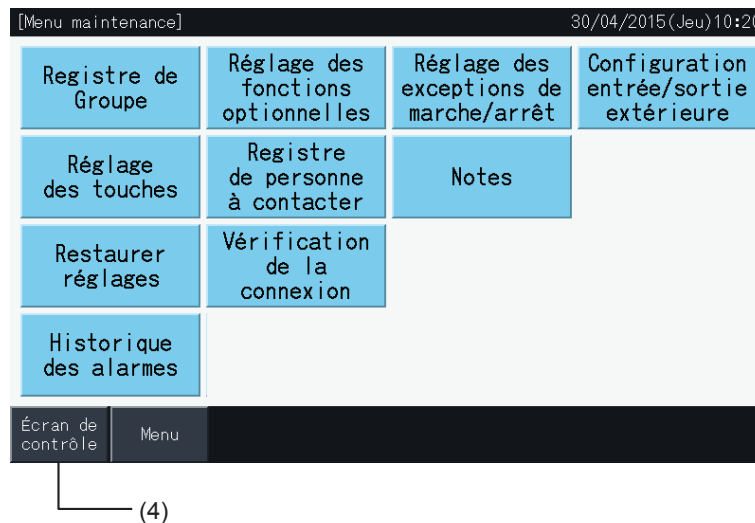 [Menu maintenance] 30/04/2015(Jeu)10:20
Registre de
Groupe
Réglage des
fonctions
optionnelles
Réglage des
exceptions de
marche/arrêt
Configuration
entrée/sortie
extérieure
Réglage
des touches
Registre
de personne
à contacter
Notes
Restaurer
réglages
Vérification
de la
connexion
Historique
des alarmes
Écran de
contrôle
Menu
(4)